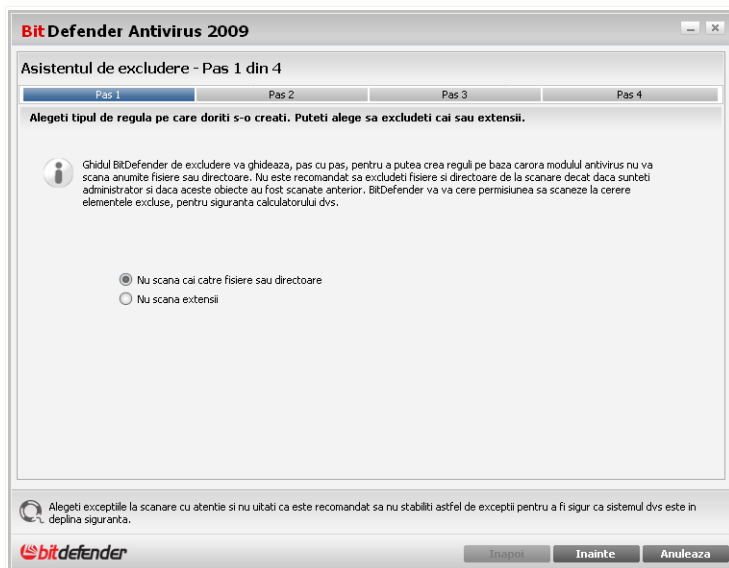 BitDefender Antivirus 2009
Asistentul de excludere - Pas 1 din 4
Pas 1 Pas 2 Pas 3 Pas 4
Alegeti tipul de regula pe care doriti s-o creati. Puteti alege sa excludeti cai sau extensii.
Ghidul BitDefender de excludere va ghideaza, pas cu pas, pentru a putea crea reguli pe baza carora modulul antivirus nu va
scana anumite fisiere sau directoare. Nu este recomandat sa excludeti fisiere si directoare de la scanare decat daca sunteti
administrator si daca aceste obiecte au fost scanate anterior. BitDefender va va cere permisiunea sa scaneze la cerere
elementele excluse, pentru siguranta calculatorului dvs.
Nu scana cai catre fisiere sau directoare
Nu scana extensii
Alegeti exceptiile la scanare cu atentie si nu uitati ca este recomandat sa nu stabiliti astfel de exceptii pentru a fi sigur ca sistemul dvs este in
deplina siguranta.
bitdefender
Inapoi Inainte Anuleaza